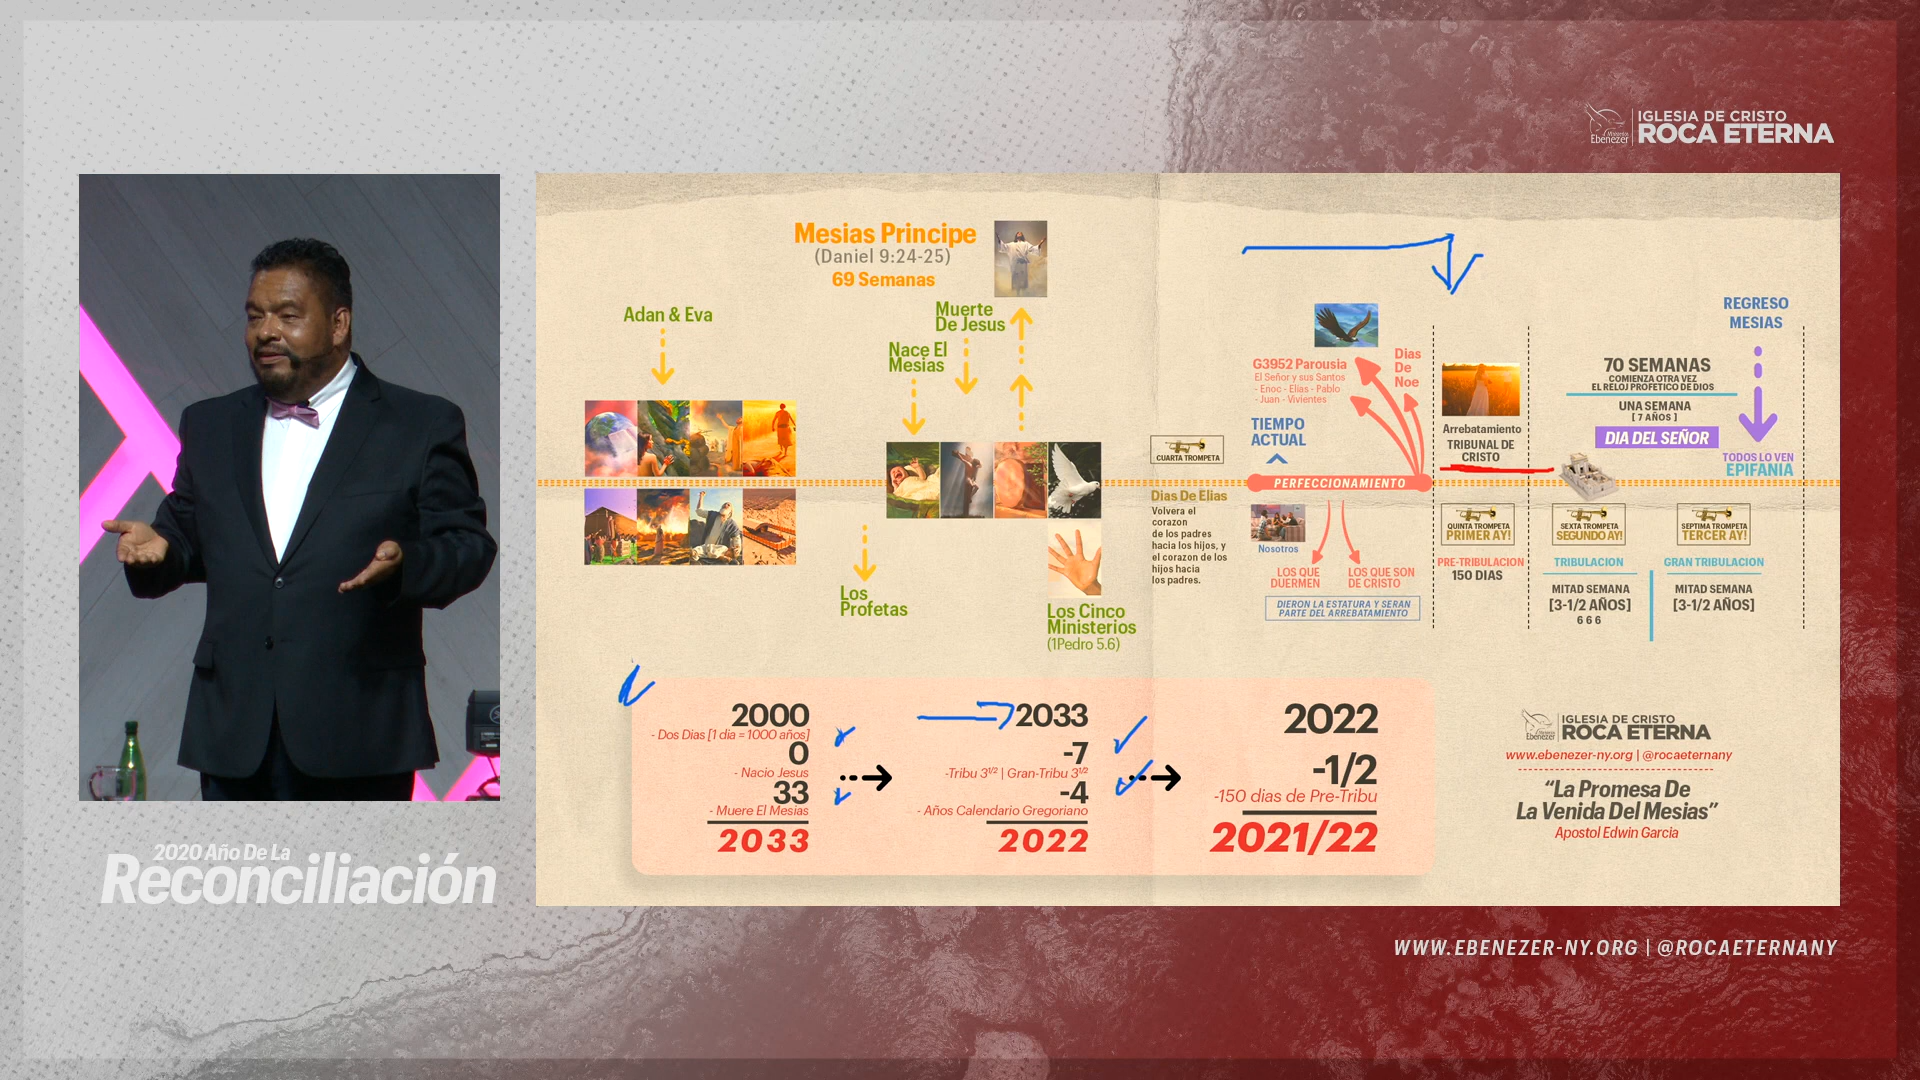 IGLESIA DE CRISTO
ROCA ETERNA
Ministerios
Ebenezer
Mesias Principe
(Daniel 9:24-25)
69 Semanas
Adan & Eva
Muerte
De Jesus
Nace El
Mesias
Los
Profetas
Los Cinco
Ministerios
(1Pedro 5.6)
CUARTA TROMPETA
Dias De Elias
Volvera el
corazon
de los padres
hacia los hijos, y
el corazon de los
hijos hacia
los padres.
G3952 Parousia
El Señor y sus Santos
- Enoc - Elias - Pablo
- Juan - Vivientes
Dias
De
Noe
TIEMPO
ACTUAL
PERFECCIONAMIENTO
Nosotros
LOS QUE
DUERMEN
LOS QUE SON
DE CRISTO
DIERON LA ESTATURA Y SERAN
PARTE DEL ARREBATAMIENTO
Arrebatamiento
TRIBUNAL DE
CRISTO
QUINTA TROMPETA
PRIMER AY!
PRE-TRIBULACION
150 DIAS
70 SEMANAS
COMIENZA OTRA VEZ
EL RELOJ PROFETICO DE DIOS
UNA SEMANA
[ 7 AÑOS ]
DIA DEL SEÑOR
REGRESO
MESIAS
TODOS LO VEN
EPIFANIA
SEXTA TROMPETA
SEGUNDO AY!
TRIBULACION
MITAD SEMANA
[3-1/2 AÑOS]
6 6 6
SEPTIMA TROMPETA
TERCER AY!
GRAN TRIBULACION
MITAD SEMANA
[3-1/2 AÑOS]
2000
- Dos Dias [1 dia = 1000 años]
0
- Nacio Jesus
33
- Muere El Mesias
2033
2033
-7
-Tribu 3 1/2 | Gran-Tribu 3 1/2
-4
- Años Calendario Gregoriano
2022
2022
-1/2
-150 dias de Pre-Tribu
2021/22
Ebenezer
IGLESIA DE CRISTO
ROCA ETERNA
www.ebenezer-ny.org | @rocaeternany
“La Promesa De
La Venida Del Mesias”
Apostol Edwin Garcia
2020 Año De La
Reconciliación
WWW.EBENEZER-NY.ORG | @ROCAETERNANY